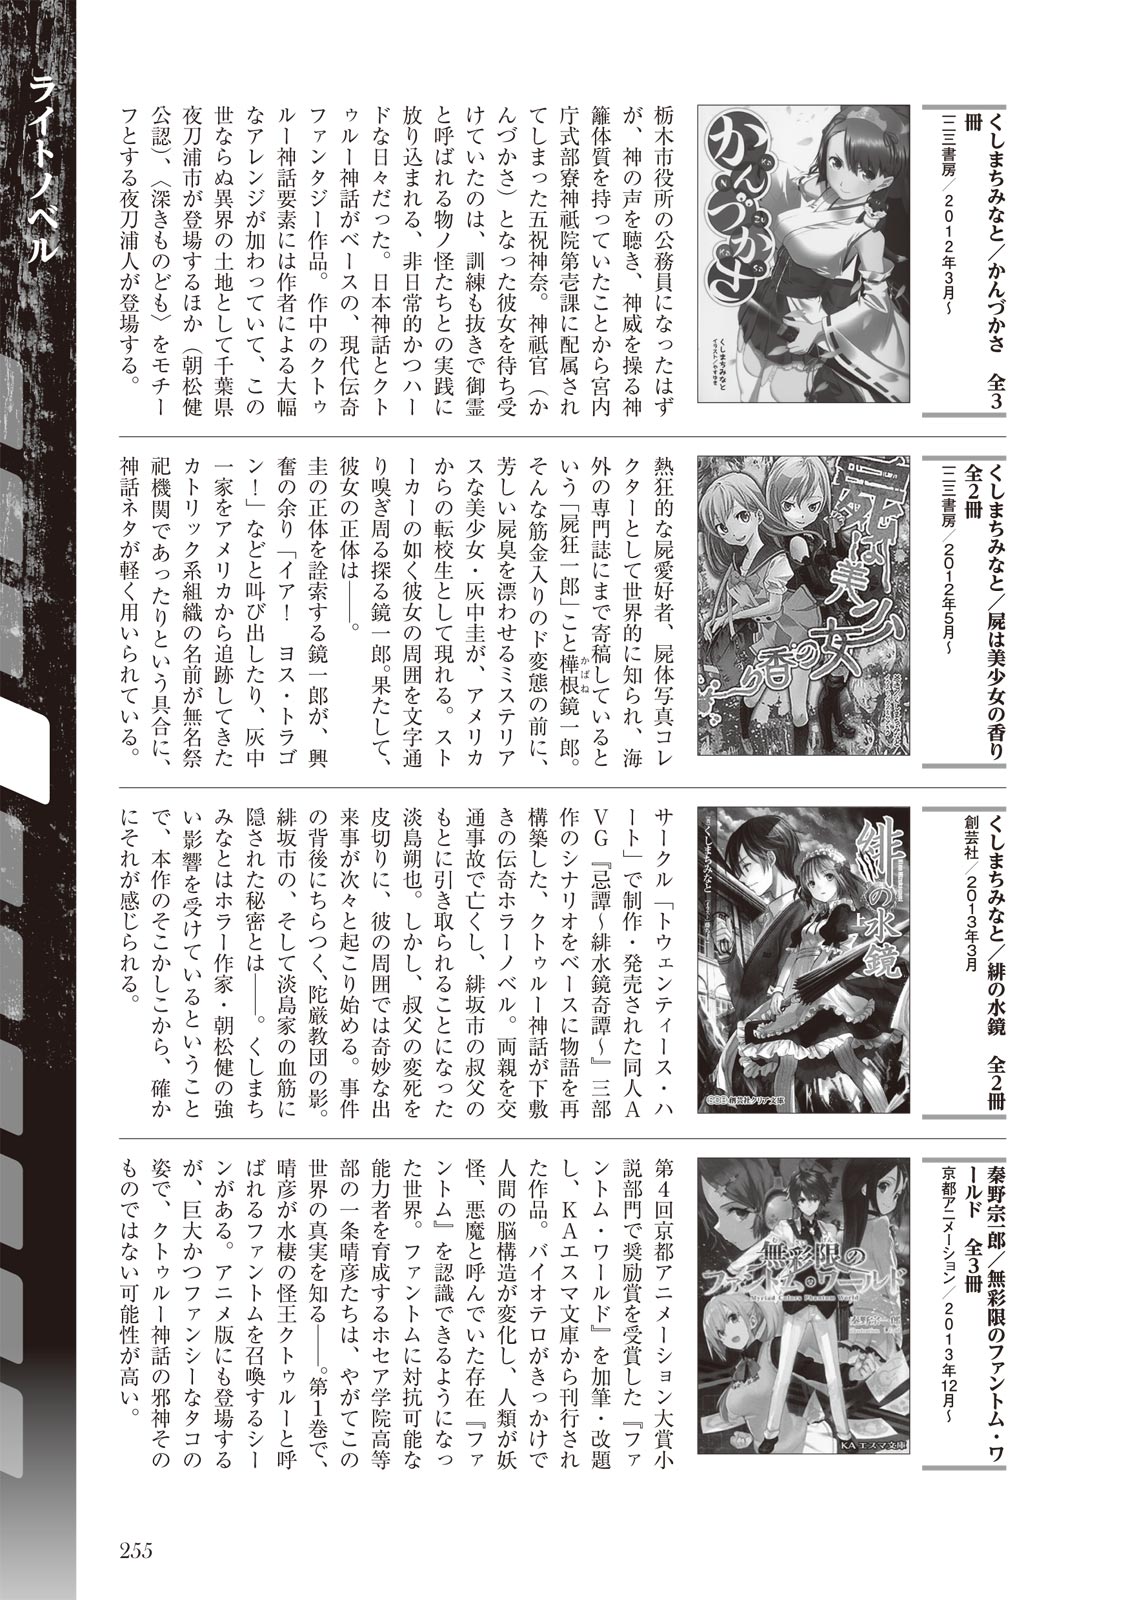 ライトノベル
くしまちみなと／かんづかさ　全3
冊
一二三書房／2012年3月〜
かんづかさ
くしまちみなと
栃木市役所の公務員になったはず
が、神の声を聴き、神威を操る神
籬体質を持っていたことから宮内
庁式部寮神祇院第壱課に配属され
てしまった五祝神奈。神祇官（か
んづかさ）となった彼女を待ち受
けていたのは、訓練も抜きで御霊
と呼ばれる物ノ怪たちとの実践に
放り込まれる、非日常的かつハー
ドな日々だった。日本神話とクト
ゥルー神話がベースの、現代伝奇
ファンタジー作品。作中のクトゥ
ルー神話要素には作者による大幅
なアレンジが加わっていて、この
世ならぬ異界の土地として千葉県
夜刀浦市が登場するほか（朝松健
公認）、〈深きものども〉をモチー
フとする夜刀浦人が登場する。
くしまちみなと／屍は美少女の香り
全2冊
一二三書房／2012年5月〜
屍は美少女の香り
熱狂的な屍愛好者、屍体写真コレ
クターとして世界的に知られ、海
外の専門誌にまで寄稿していると
いう「屍狂一郎」こと樺根鏡一郎。
かばね
そんな筋金入りのド変態の前に、
芳しい屍臭を漂わせるミステリア
スな美少女・灰中圭が、アメリカ
からの転校生として現れる。スト
ーカーの如く彼女の周囲を文字通
り嗅ぎ周る探る鏡一郎。果たして、
彼女の正体は――。
圭の正体を詮索する鏡一郎が、興
奮の余り「イア！　ヨス・トラゴ
ン！」などと叫び出したり、灰中
一家をアメリカから追跡してきた
カトリック系組織の名前が無名祭
祀機関であったりという具合に、
神話ネタが軽く用いられている。
くしまちみなと／緋の水鏡　全2冊
創芸社／2013年3月
緋の水鏡
上
くしまちみなと
創芸社クリア文庫
サークル「トウェンティース・ハ
ート」で制作・発売された同人Ａ
ＶＧ『忌譚〜緋水鏡奇譚〜』三部
作のシナリオをベースに物語を再
構築した、クトゥルー神話が下敷
きの伝奇ホラーノベル。両親を交
通事故で亡くし、緋坂市の叔父の
もとに引き取られることになった
淡島朔也。しかし、叔父の変死を
皮切りに、彼の周囲では奇妙な出
来事が次々と起こり始める。事件
の背後にちらつく、陀厳教団の影。
緋坂市の、そして淡島家の血筋に
隠された秘密とは――。くしまち
みなとはホラー作家・朝松健の強
い影響を受けているということ
で、本作のそこかしこから、確か
にそれが感じられる。
秦野宗一郎／無彩限のファントム・ワ
ールド　全3冊
京都アニメーション／2013年12月〜
無彩限の
ファントム・ワールド
Myriad Colors Phantom World
秦野宗一郎
KAエスマ文庫
第4回京都アニメーション大賞小
説部門で奨励賞を受賞した『ファ
ントム・ワールド』を加筆・改題
し、ＫＡエスマ文庫から刊行され
た作品。バイオテロがきっかけで
人間の脳構造が変化し、人類が妖
怪、悪魔と呼んでいた存在『ファ
ントム』を認識できるようになっ
た世界。ファントムに対抗可能な
能力者を育成するホセア学院高等
部の一条晴彦たちは、やがてこの
世界の真実を知る――。第1巻で、
晴彦が水棲の怪王クトゥルーと呼
ばれるファントムを召喚するシー
ンがある。アニメ版にも登場する
が、巨大かつファンシーなタコの
姿で、クトゥルー神話の邪神その
ものではない可能性が高い。
255